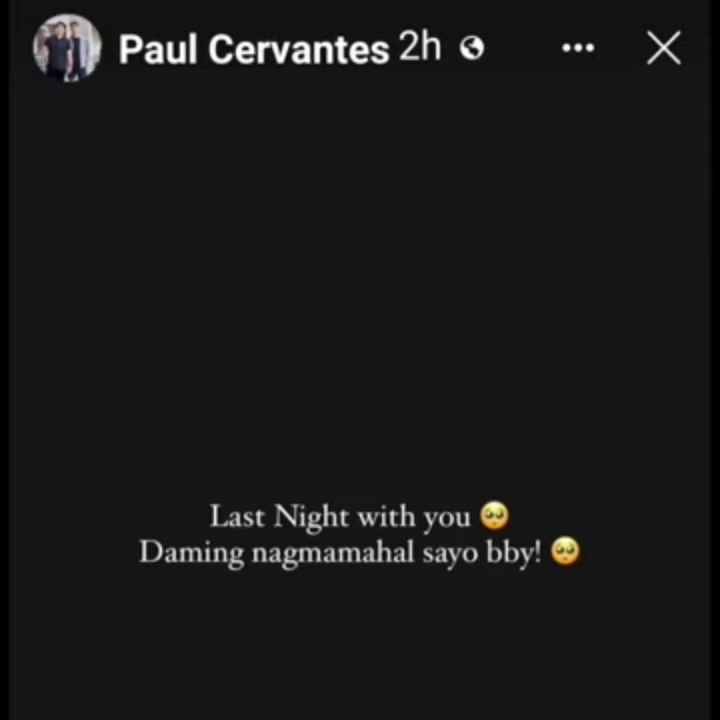 Paul Cervantes 2h
Last Night with you 🥺
Daming nagmamahal sayo bby! 🥺